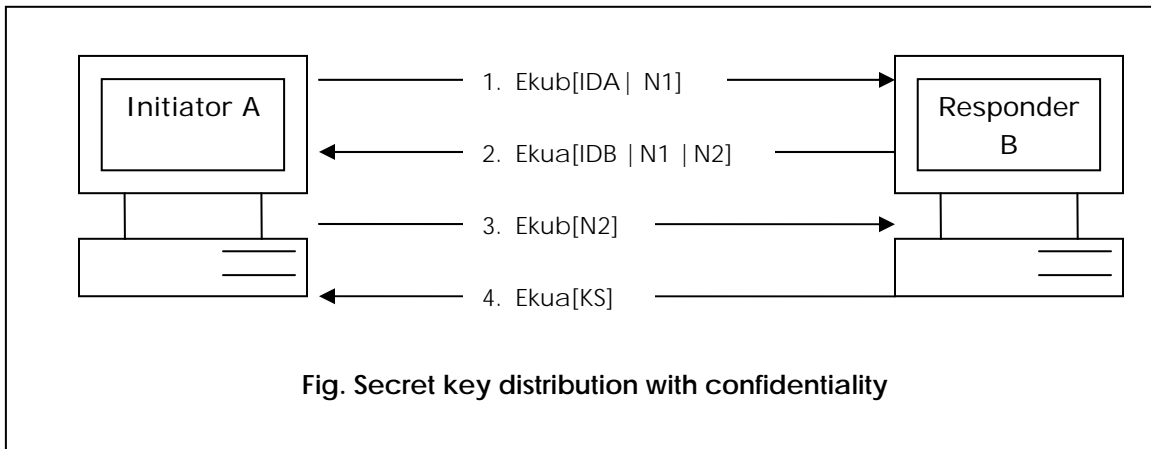 Initiator A
1. Ekub[IDA| N1]
Responder
B
2. Ekua[IDB |N1 |N2]
3. Ekub[N2]
4. Ekua[KS]
Fig. Secret key distribution with confidentiality